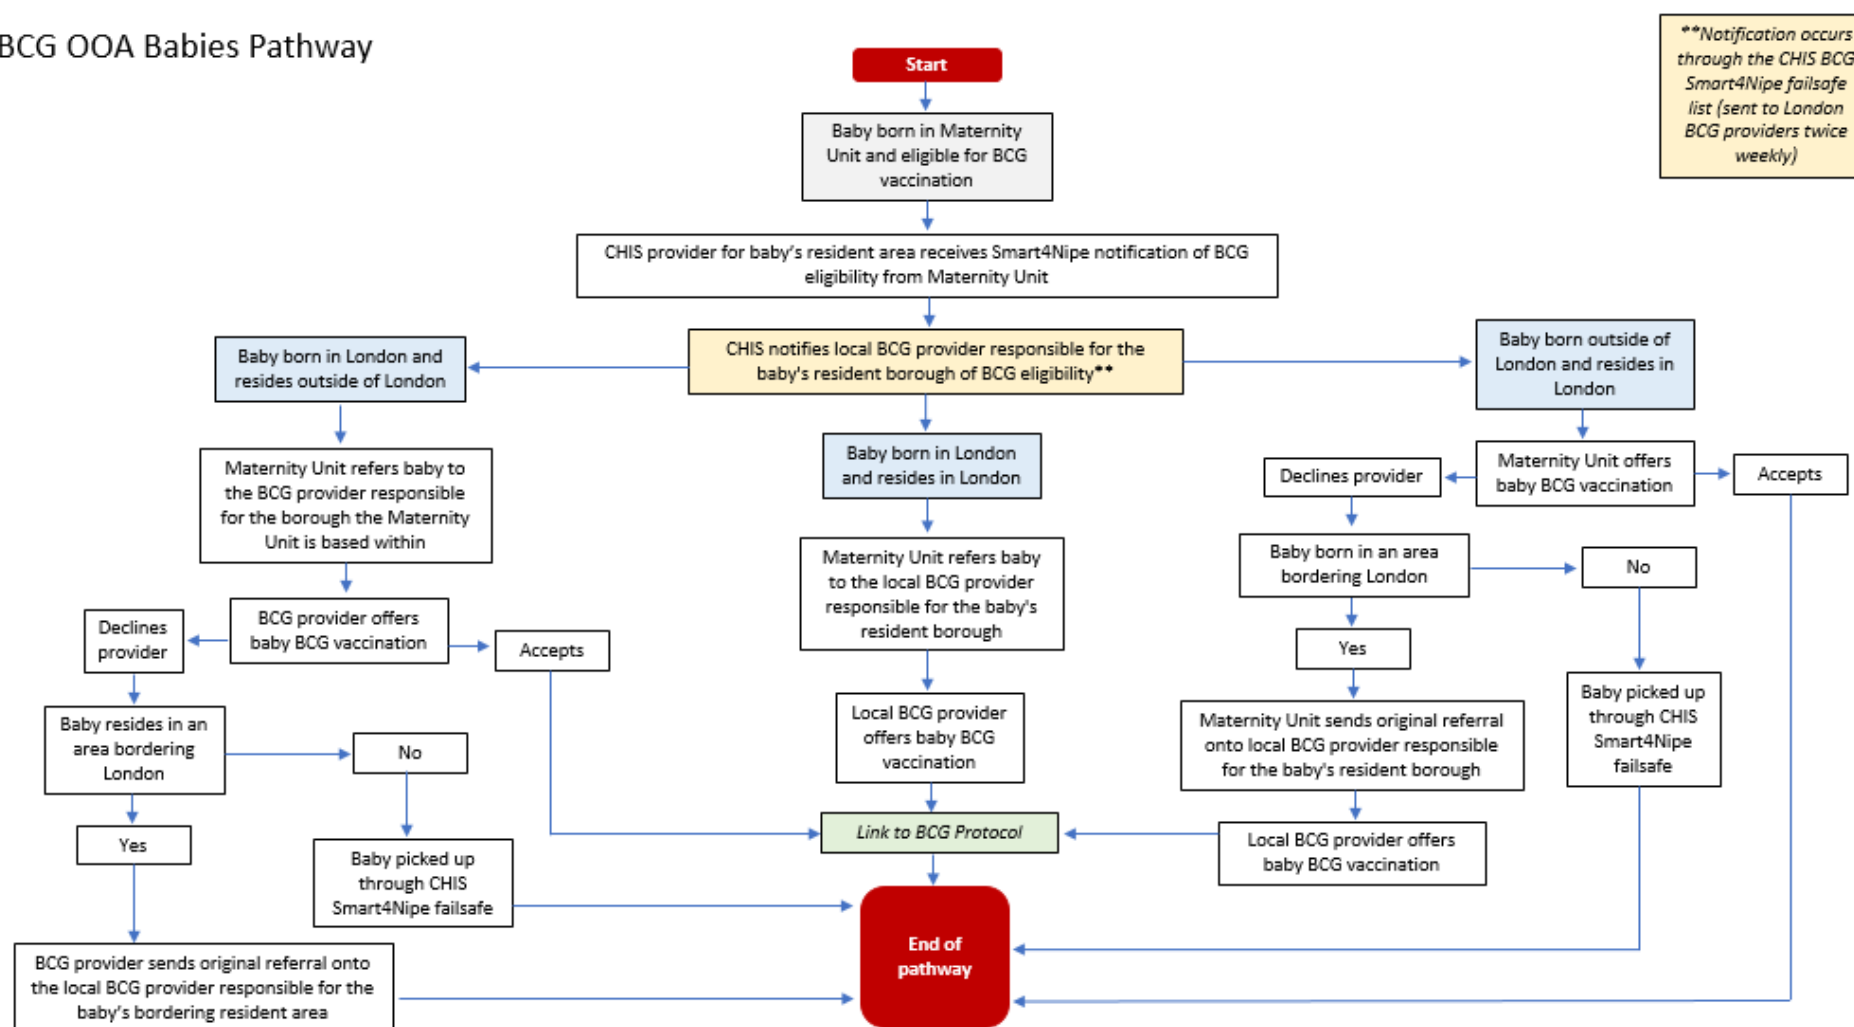 BCG OOA Babies Pathway
**Notification occurs
through the CHIS BCG
Smart4Nipe failsafe
list (sent to London
BCG providers twice
weekly)
Start
Baby born in Maternity
Unit and eligible for BCG
vaccination
CHIS provider for baby's resident area receives Smart4Nipe notification of BCG
eligibility from Maternity Unit
CHIS notifies local BCG provider responsible for the
baby's resident borough of BCG eligibility**
Baby born in London and
resides outside of London
Maternity Unit refers baby to
the BCG provider responsible
for the borough the Maternity
Unit is based within
BCG provider offers
baby BCG vaccination
Declines
provider
Accepts
Baby resides in an
area bordering
London
No
Yes
Baby picked up
through CHIS
Smart4Nipe failsafe
BCG provider sends original referral onto
the local BCG provider responsible for the
baby's bordering resident area
Baby born in London
and resides in London
Maternity Unit refers baby
to the local BCG provider
responsible for the baby's
resident borough
Local BCG provider
offers baby BCG
vaccination
Link to BCG Protocol
End of
pathway
Baby born outside of
London and resides in
London
Maternity Unit offers
baby BCG vaccination
Declines provider
Accepts
Baby born in an area
bordering London
No
Yes
Baby picked up
through CHIS
Smart4Nipe
failsafe
Maternity Unit sends original referral
onto local BCG provider responsible
for the baby's resident borough
Local BCG provider offers
baby BCG vaccination